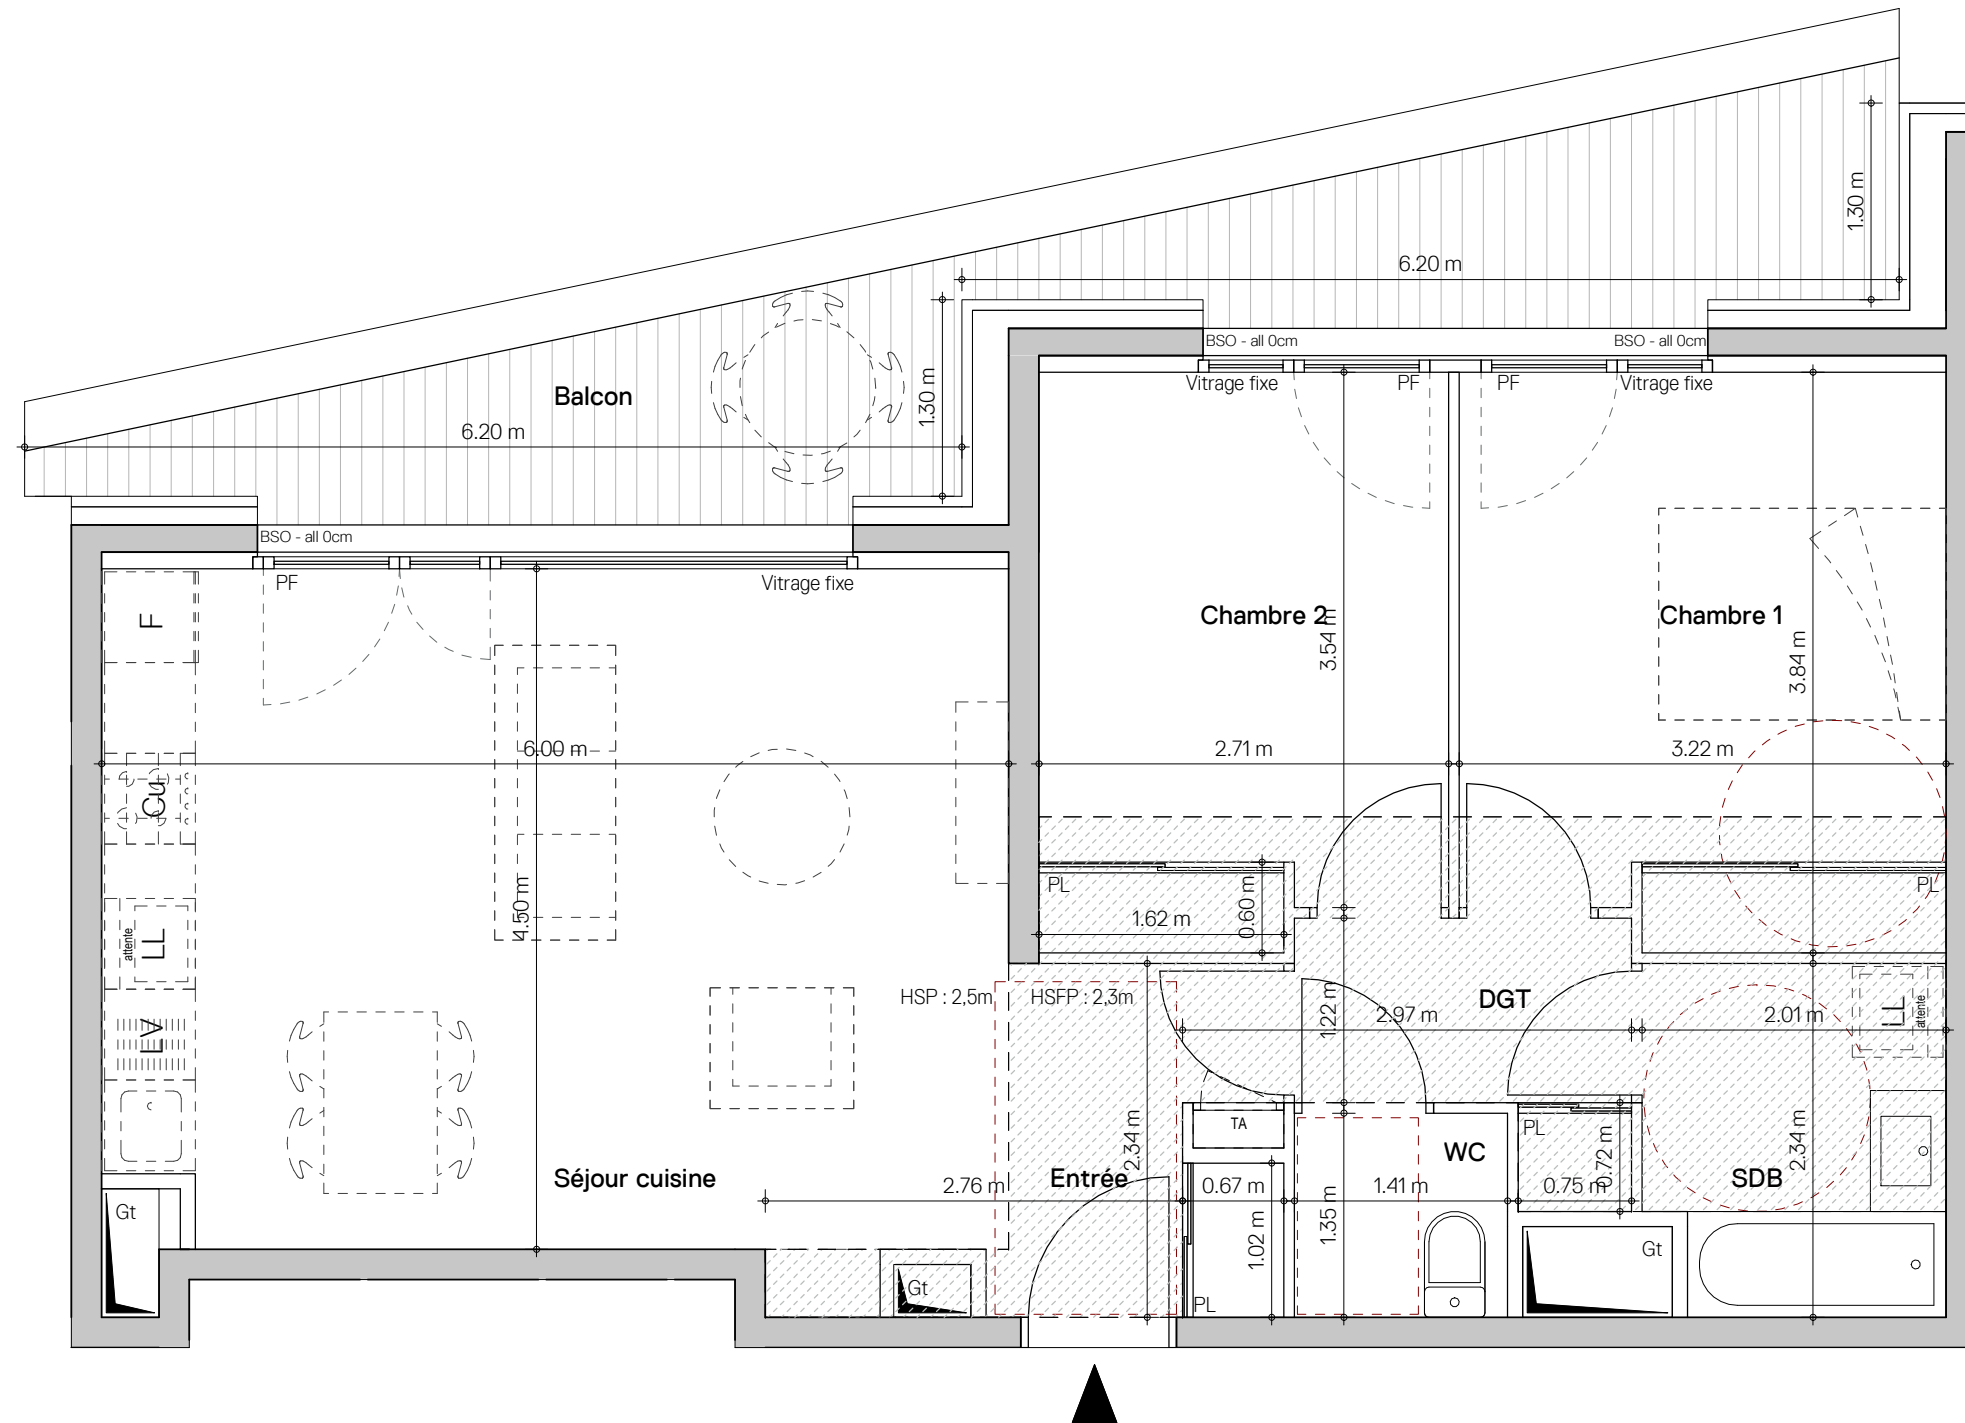 1.30 m
6.20 m
BSO - all 0cm
BSO - all 0cm
Vitrage fixe
PF
PF
Vitrage fixe
Balcon
1.30 m
6.20 m
BSO - all 0cm
PF
Vitrage fixe
F
Chambre 2
3.54 m
Chambre 1
3.84 m
6.00 m
2.71 m
3.22 m
Cu
4.50 m
PL
1.62 m
0.60 m
PL
attente
LL
HSP : 2,5m
HSFP : 2,3m
1.22 m
DGT
2.97 m
2.01 m
LL
attente
LV
TA
2.34 m
WC
PL
0.72 m
2.34 m
Séjour cuisine
Entrée
SDB
2.76 m
0.67 m
1.41 m
0.75 m
Gt
1.02 m
1.35 m
Gt
Gt
PL